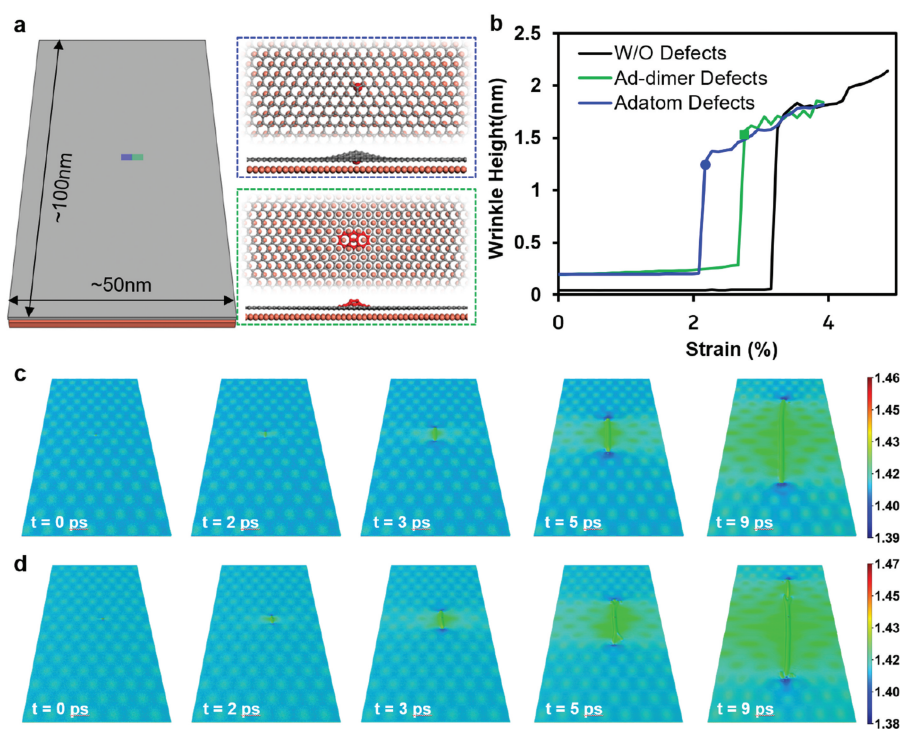 a
~100nm
~50nm
b
2.5
2
1.5
1
0.5
0
Wrinkle Height(nm)
W/O Defects
Ad-dimer Defects
Adatom Defects
0
2
4
Strain (%)
c
t = 0 ps
t = 2 ps
t = 3 ps
t = 5 ps
t = 9 ps
1.46
1.45
1.43
1.42
1.40
1.39
d
t = 0 ps
t = 2 ps
t = 3 ps
t = 5 ps
t = 9 ps
1.47
1.45
1.43
1.42
1.40
1.38